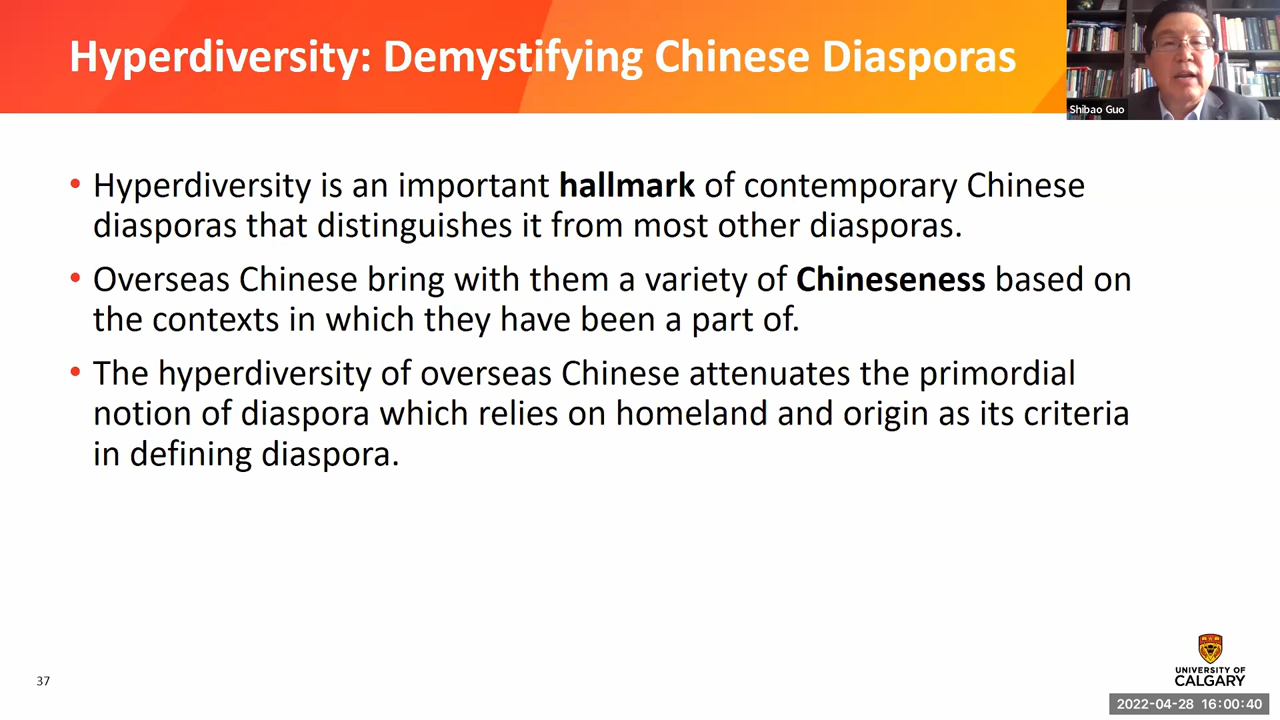 Hyperdiversity: Demystifying Chinese Diasporas
Shibao Guo
• Hyperdiversity is an important hallmark of contemporary Chinese
diasporas that distinguishes it from most other diasporas.
• Overseas Chinese bring with them a variety of Chineseness based on
the contexts in which they have been a part of.
• The hyperdiversity of overseas Chinese attenuates the primordial
notion of diaspora which relies on homeland and origin as its criteria
in defining diaspora.
37
UNIVERSITY OF
CALGARY
2022-04-28 16:00:40